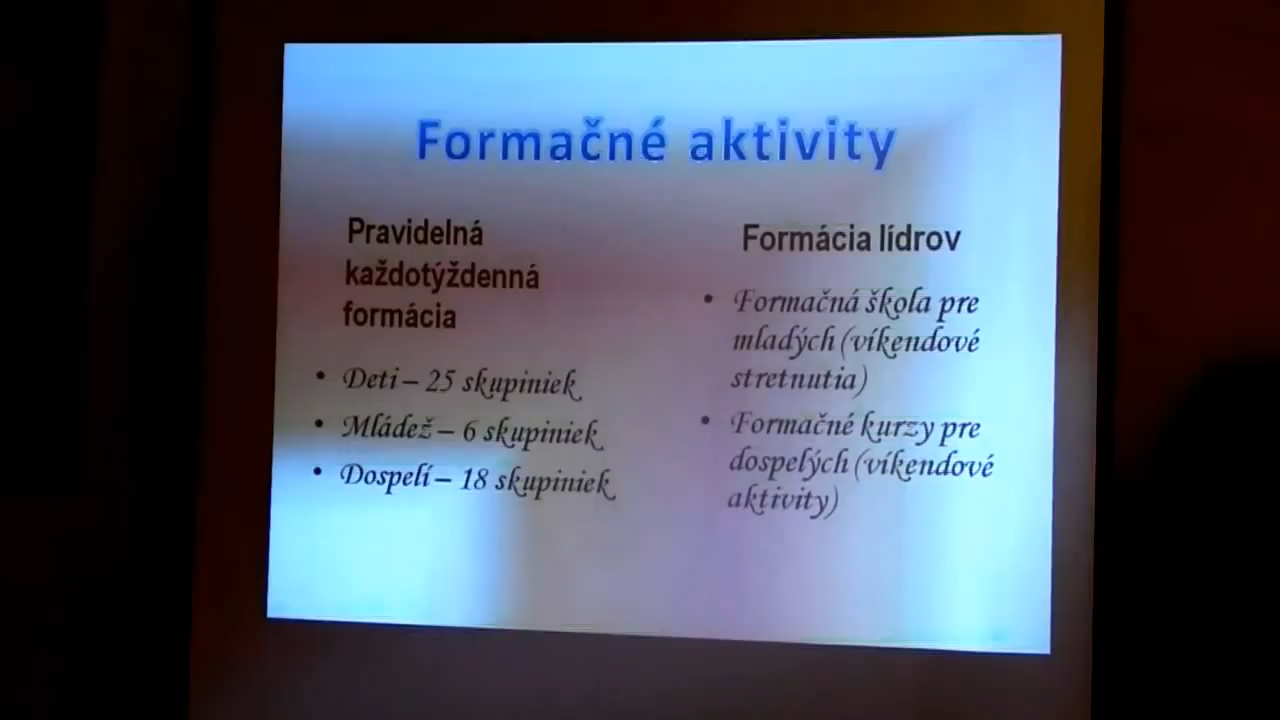 Formačné aktivity
Pravidelná
každotýždenná
formácia
• Deti – 25 skupiniek
• Mládež – 6 skupiniek
• Dospelí – 18 skupiniek
Formácia lídrov
• Formačná škola pre
mladých (víkendové
stretnutia)
• Formačné kurzy pre
dospelých (víkendové
aktivity)